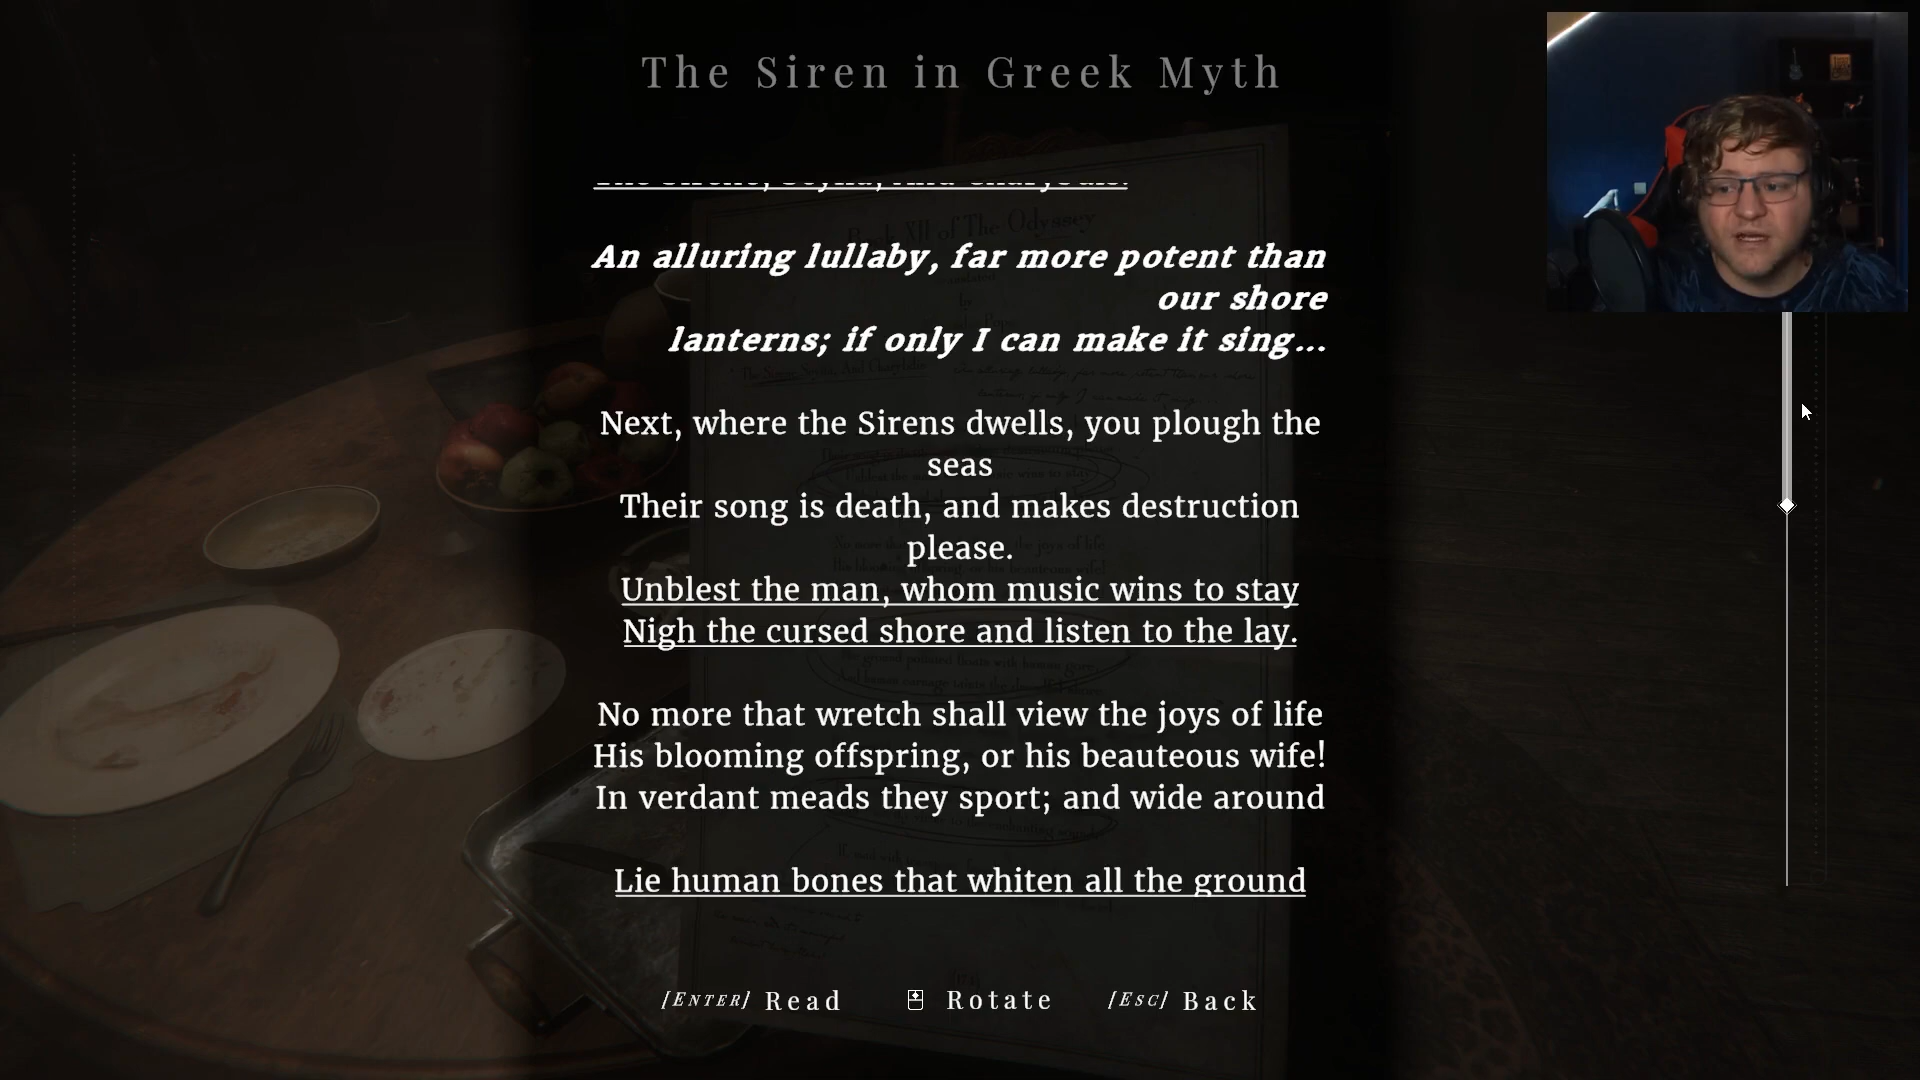 The Siren in Greek Myth
An alluring lullaby, far more potent than
our shore
lanterns; if only I can make it sing...
Next, where the Sirens dwells, you plough the
seas
Their song is death, and makes destruction
please.
Unblest the man, whom music wins to stay
Nigh the cursed shore and listen to the lay.
No more that wretch shall view the joys of life
His blooming offspring, or his beauteous wife!
In verdant meads they sport; and wide around
Lie human bones that whiten all the ground
[ENTER] Read
Rotate
[ESC] Back